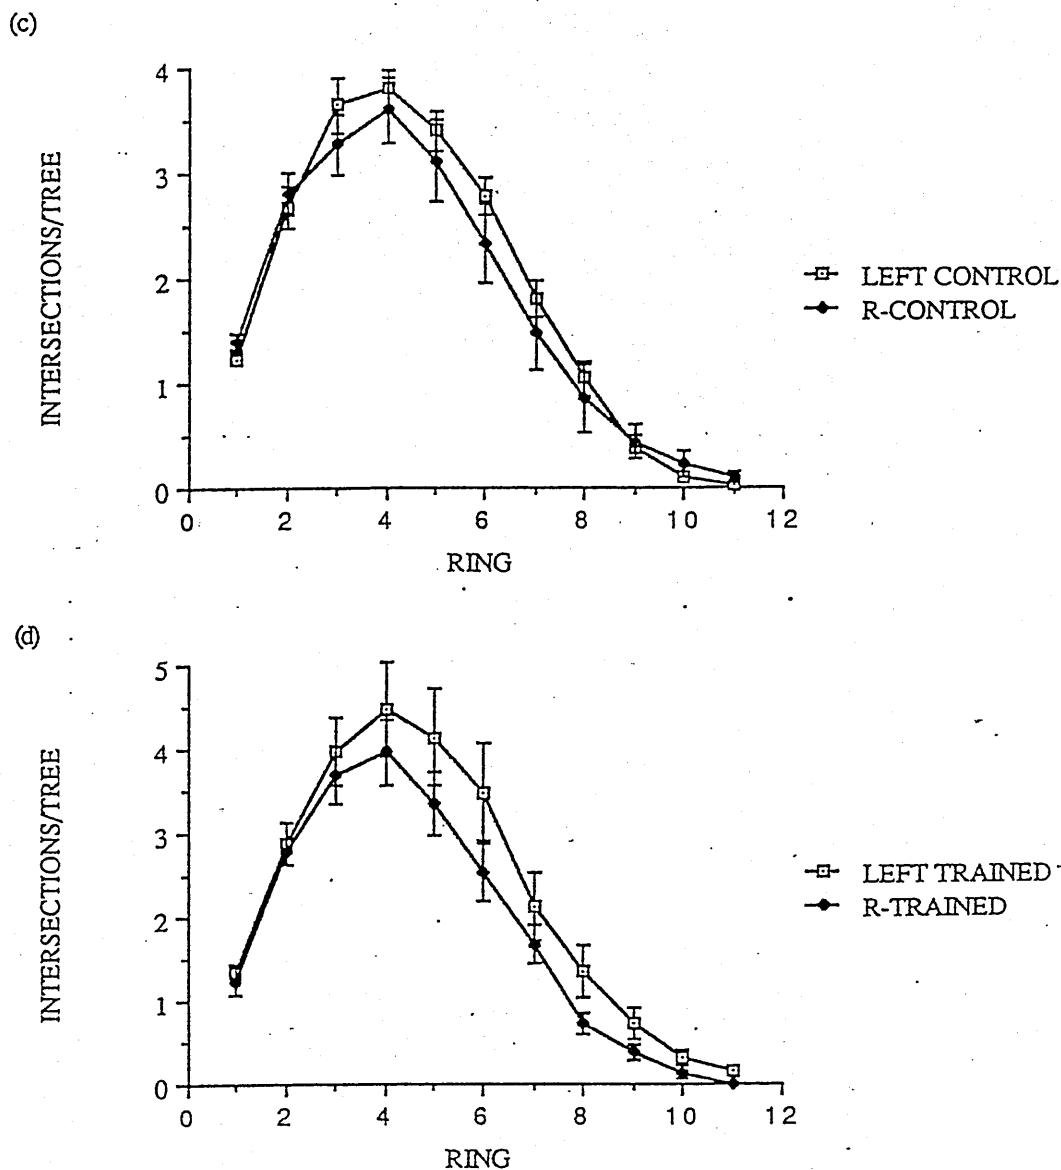 (c)
4
3
2
1
0
INTERSECTIONS/TREE
0 2 4 6 8 10 12
RING
LEFT CONTROL
R-CONTROL
(d)
5
4
3
2
1
0
INTERSECTIONS/TREE
0 2 4 6 8 10 12
RING
LEFT TRAINED
R-TRAINED